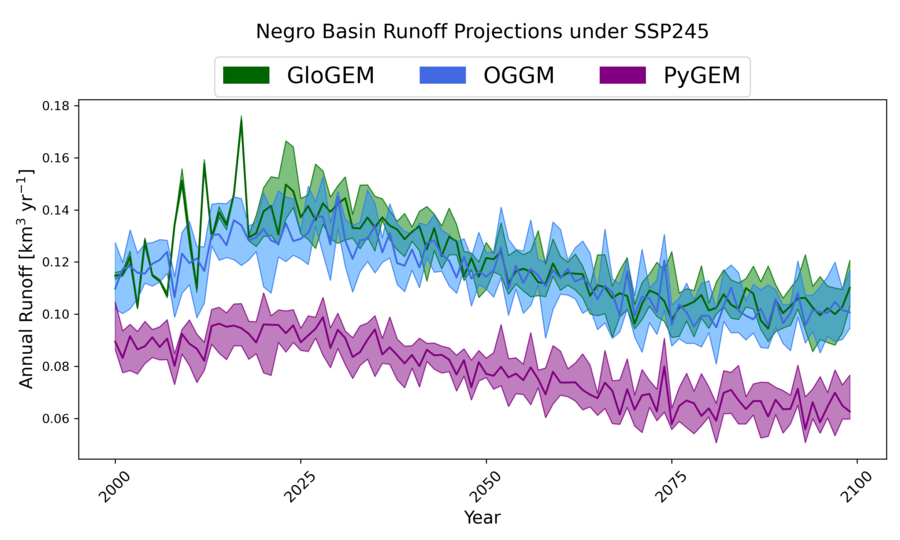 Negro Basin Runoff Projections under SSP245
GloGEM OGGM PyGEM
Annual Runoff [km³ yr⁻¹]
0.18
0.16
0.14
0.12
0.10
0.08
0.06
2000 2025 2050 2075 2100
Year